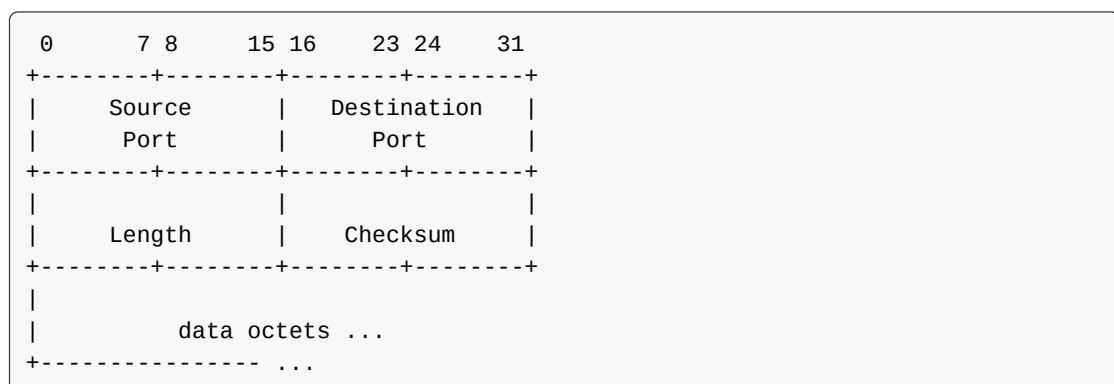 0      7 8     15 16    23 24    31
+--------+--------+--------+--------+
|     Source      |   Destination   |
|      Port       |      Port       |
+--------+--------+--------+--------+
|                 |                 |
|     Length      |    Checksum     |
+--------+--------+--------+--------+
|
|          data octets ...
+---------------- ...